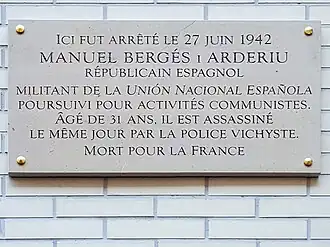 ICI FUT ARRÊTÉ LE 27 JUIN 1942
MANUEL BERGÉS I ARDERIU
RÉPUBLICAIN ESPAGNOL
MILITANT DE LA UNIÓN NACIONAL ESPAÑOLA
POURSUIVI POUR ACTIVITÉS COMMUNISTES.
ÂGÉ DE 31 ANS, IL EST ASSASSINÉ
LE MÊME JOUR PAR LA POLICE VICHYSTE.
MORT POUR LA FRANCE